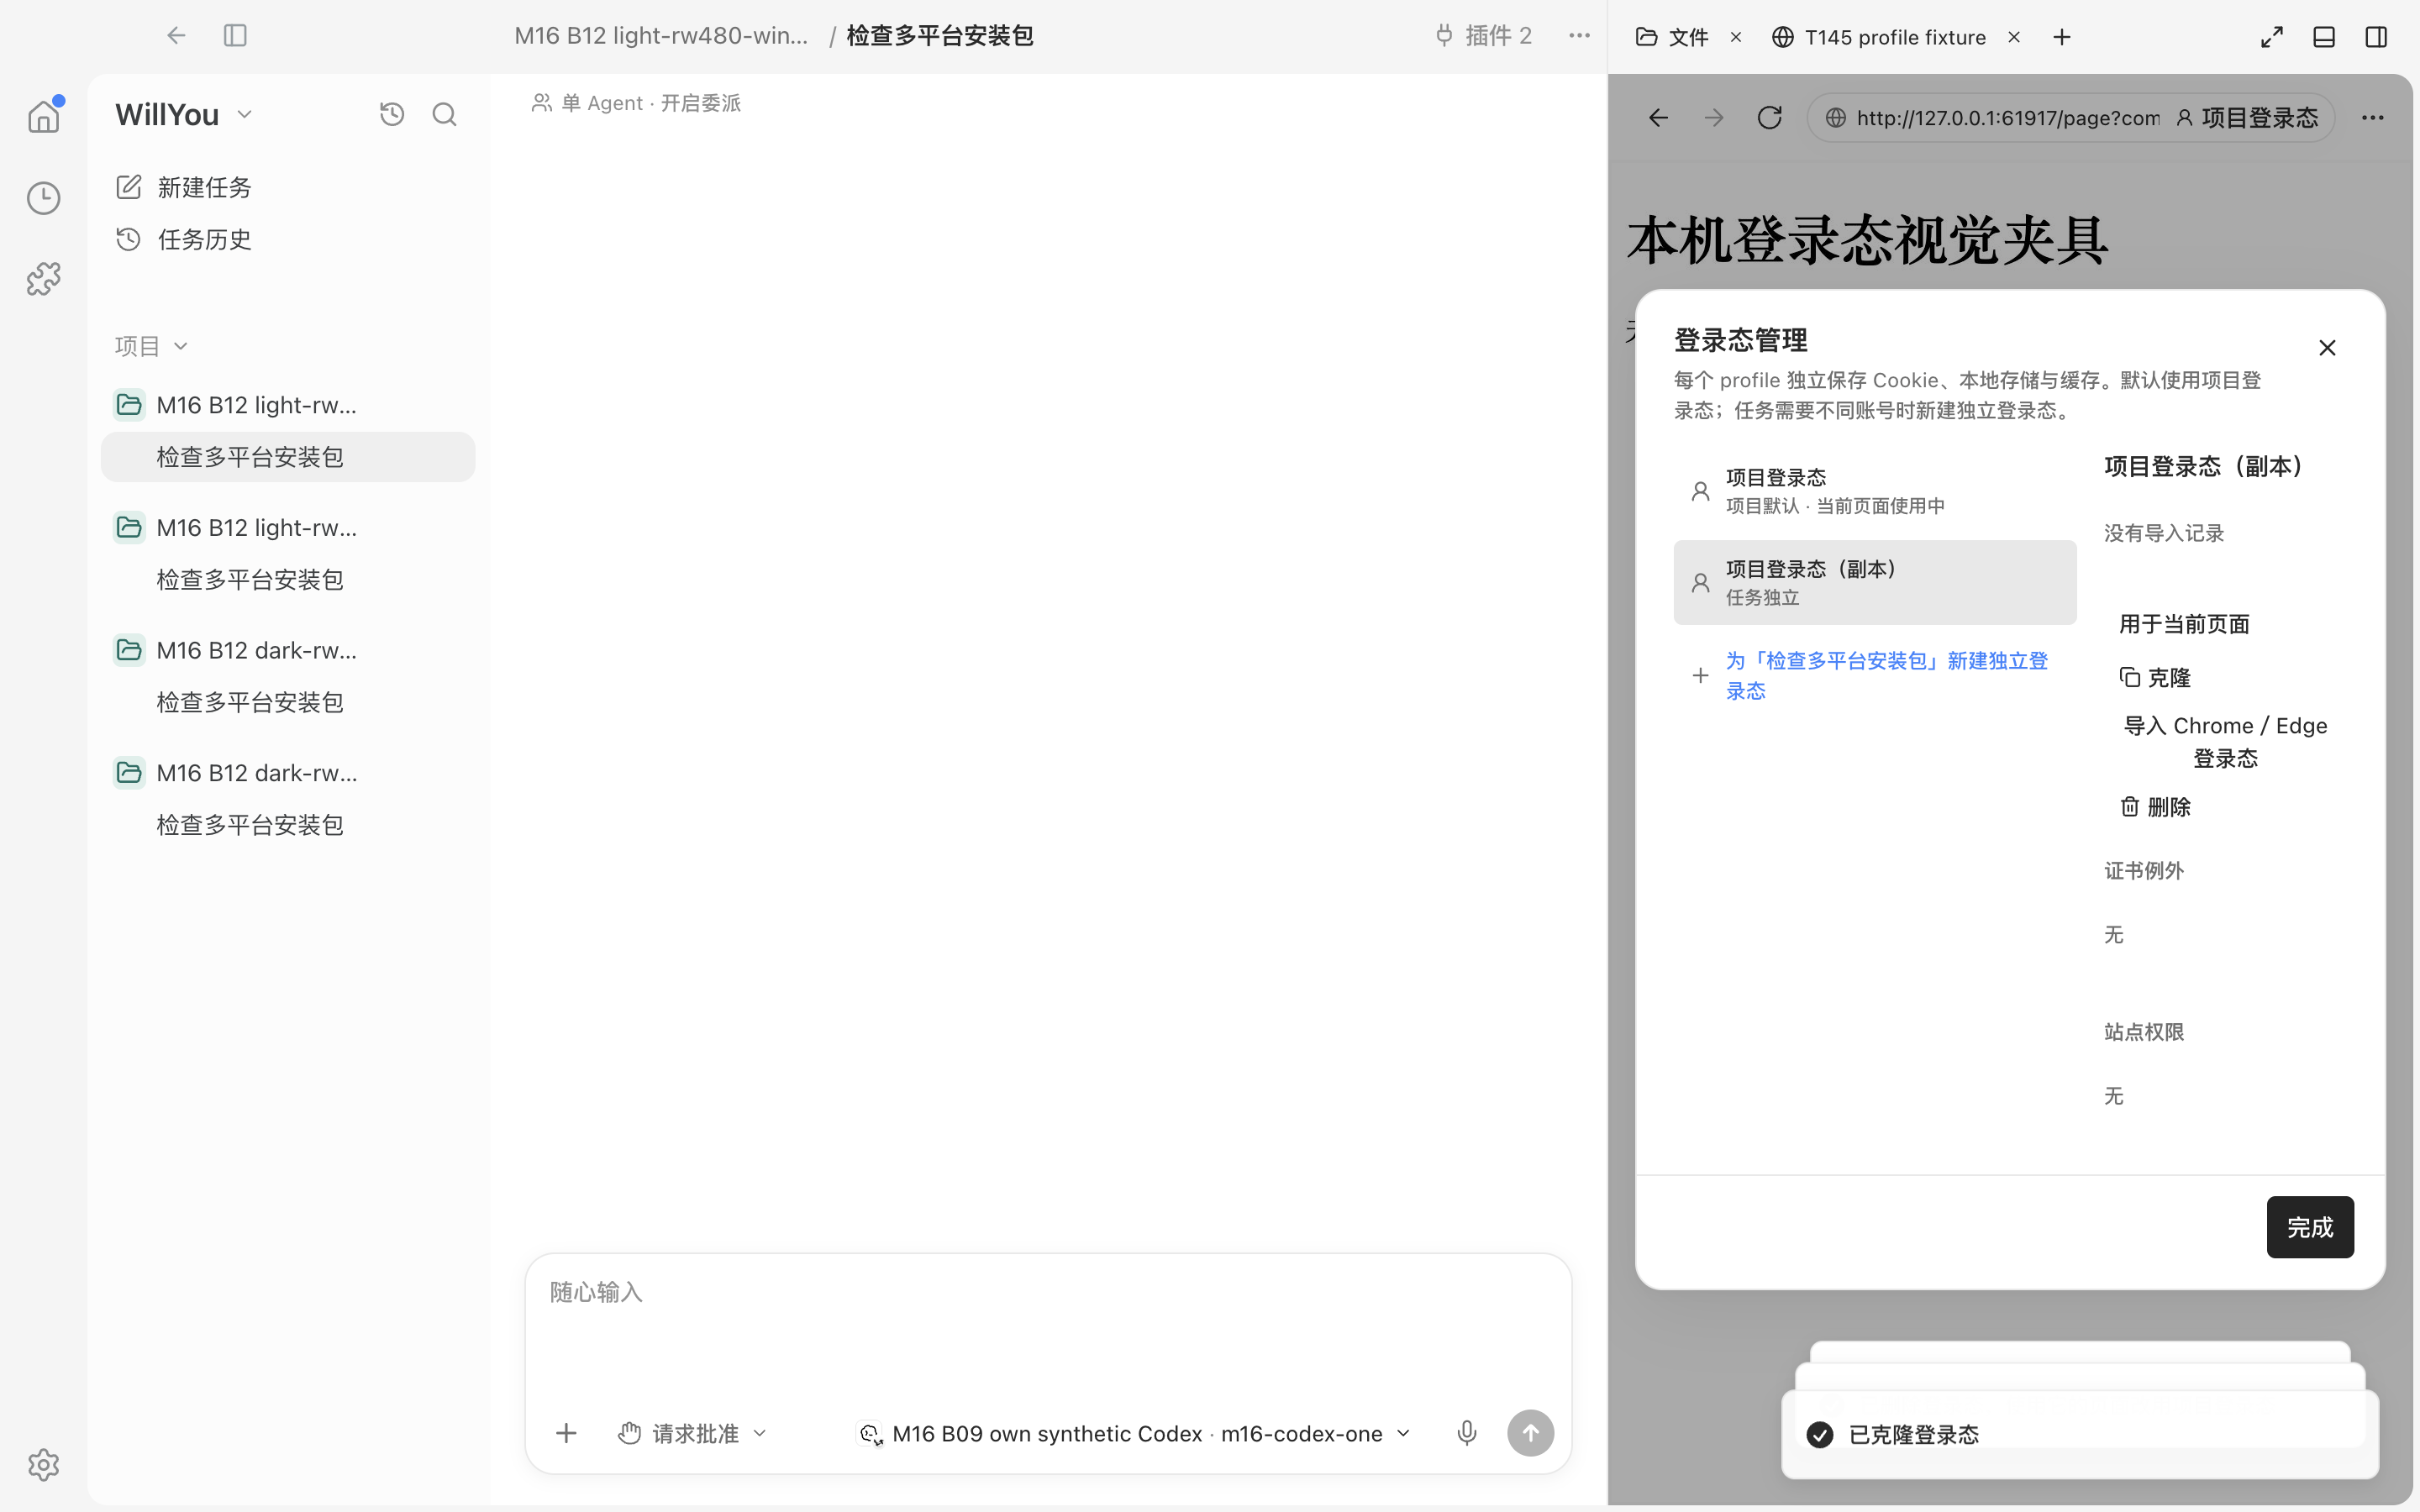 M16 B12 light-rw480-win... / 检查多平台安装包
插件 2
文件
T145 profile fixture
WillYou
新建任务
任务历史
项目
M16 B12 light-rw...
检查多平台安装包
M16 B12 light-rw...
检查多平台安装包
M16 B12 dark-rw...
检查多平台安装包
M16 B12 dark-rw...
检查多平台安装包
单 Agent · 开启委派
随心输入
请求批准
M16 B09 own synthetic Codex · m16-codex-one
http://127.0.0.1:61917/page?com
项目登录态
本机登录态视觉夹具
登录态管理
每个 profile 独立保存 Cookie、本地存储与缓存。默认使用项目登
录态；任务需要不同账号时新建独立登录态。
项目登录态
项目默认 · 当前页面使用中
项目登录态（副本）
任务独立
为「检查多平台安装包」新建独立登
录态
项目登录态（副本）
没有导入记录
用于当前页面
克隆
导入 Chrome / Edge
登录态
删除
证书例外
无
站点权限
无
完成
已克隆登录态